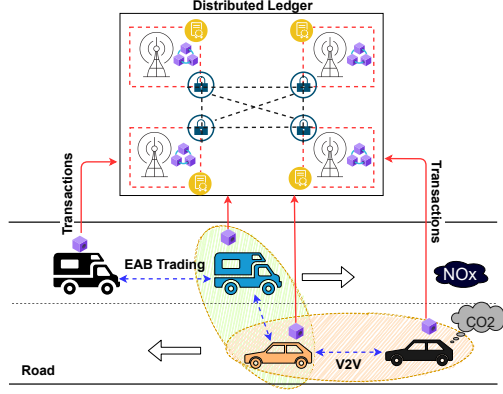 Distributed Ledger
Transactions
Transactions
EAB Trading
NOx
CO2
V2V
Road